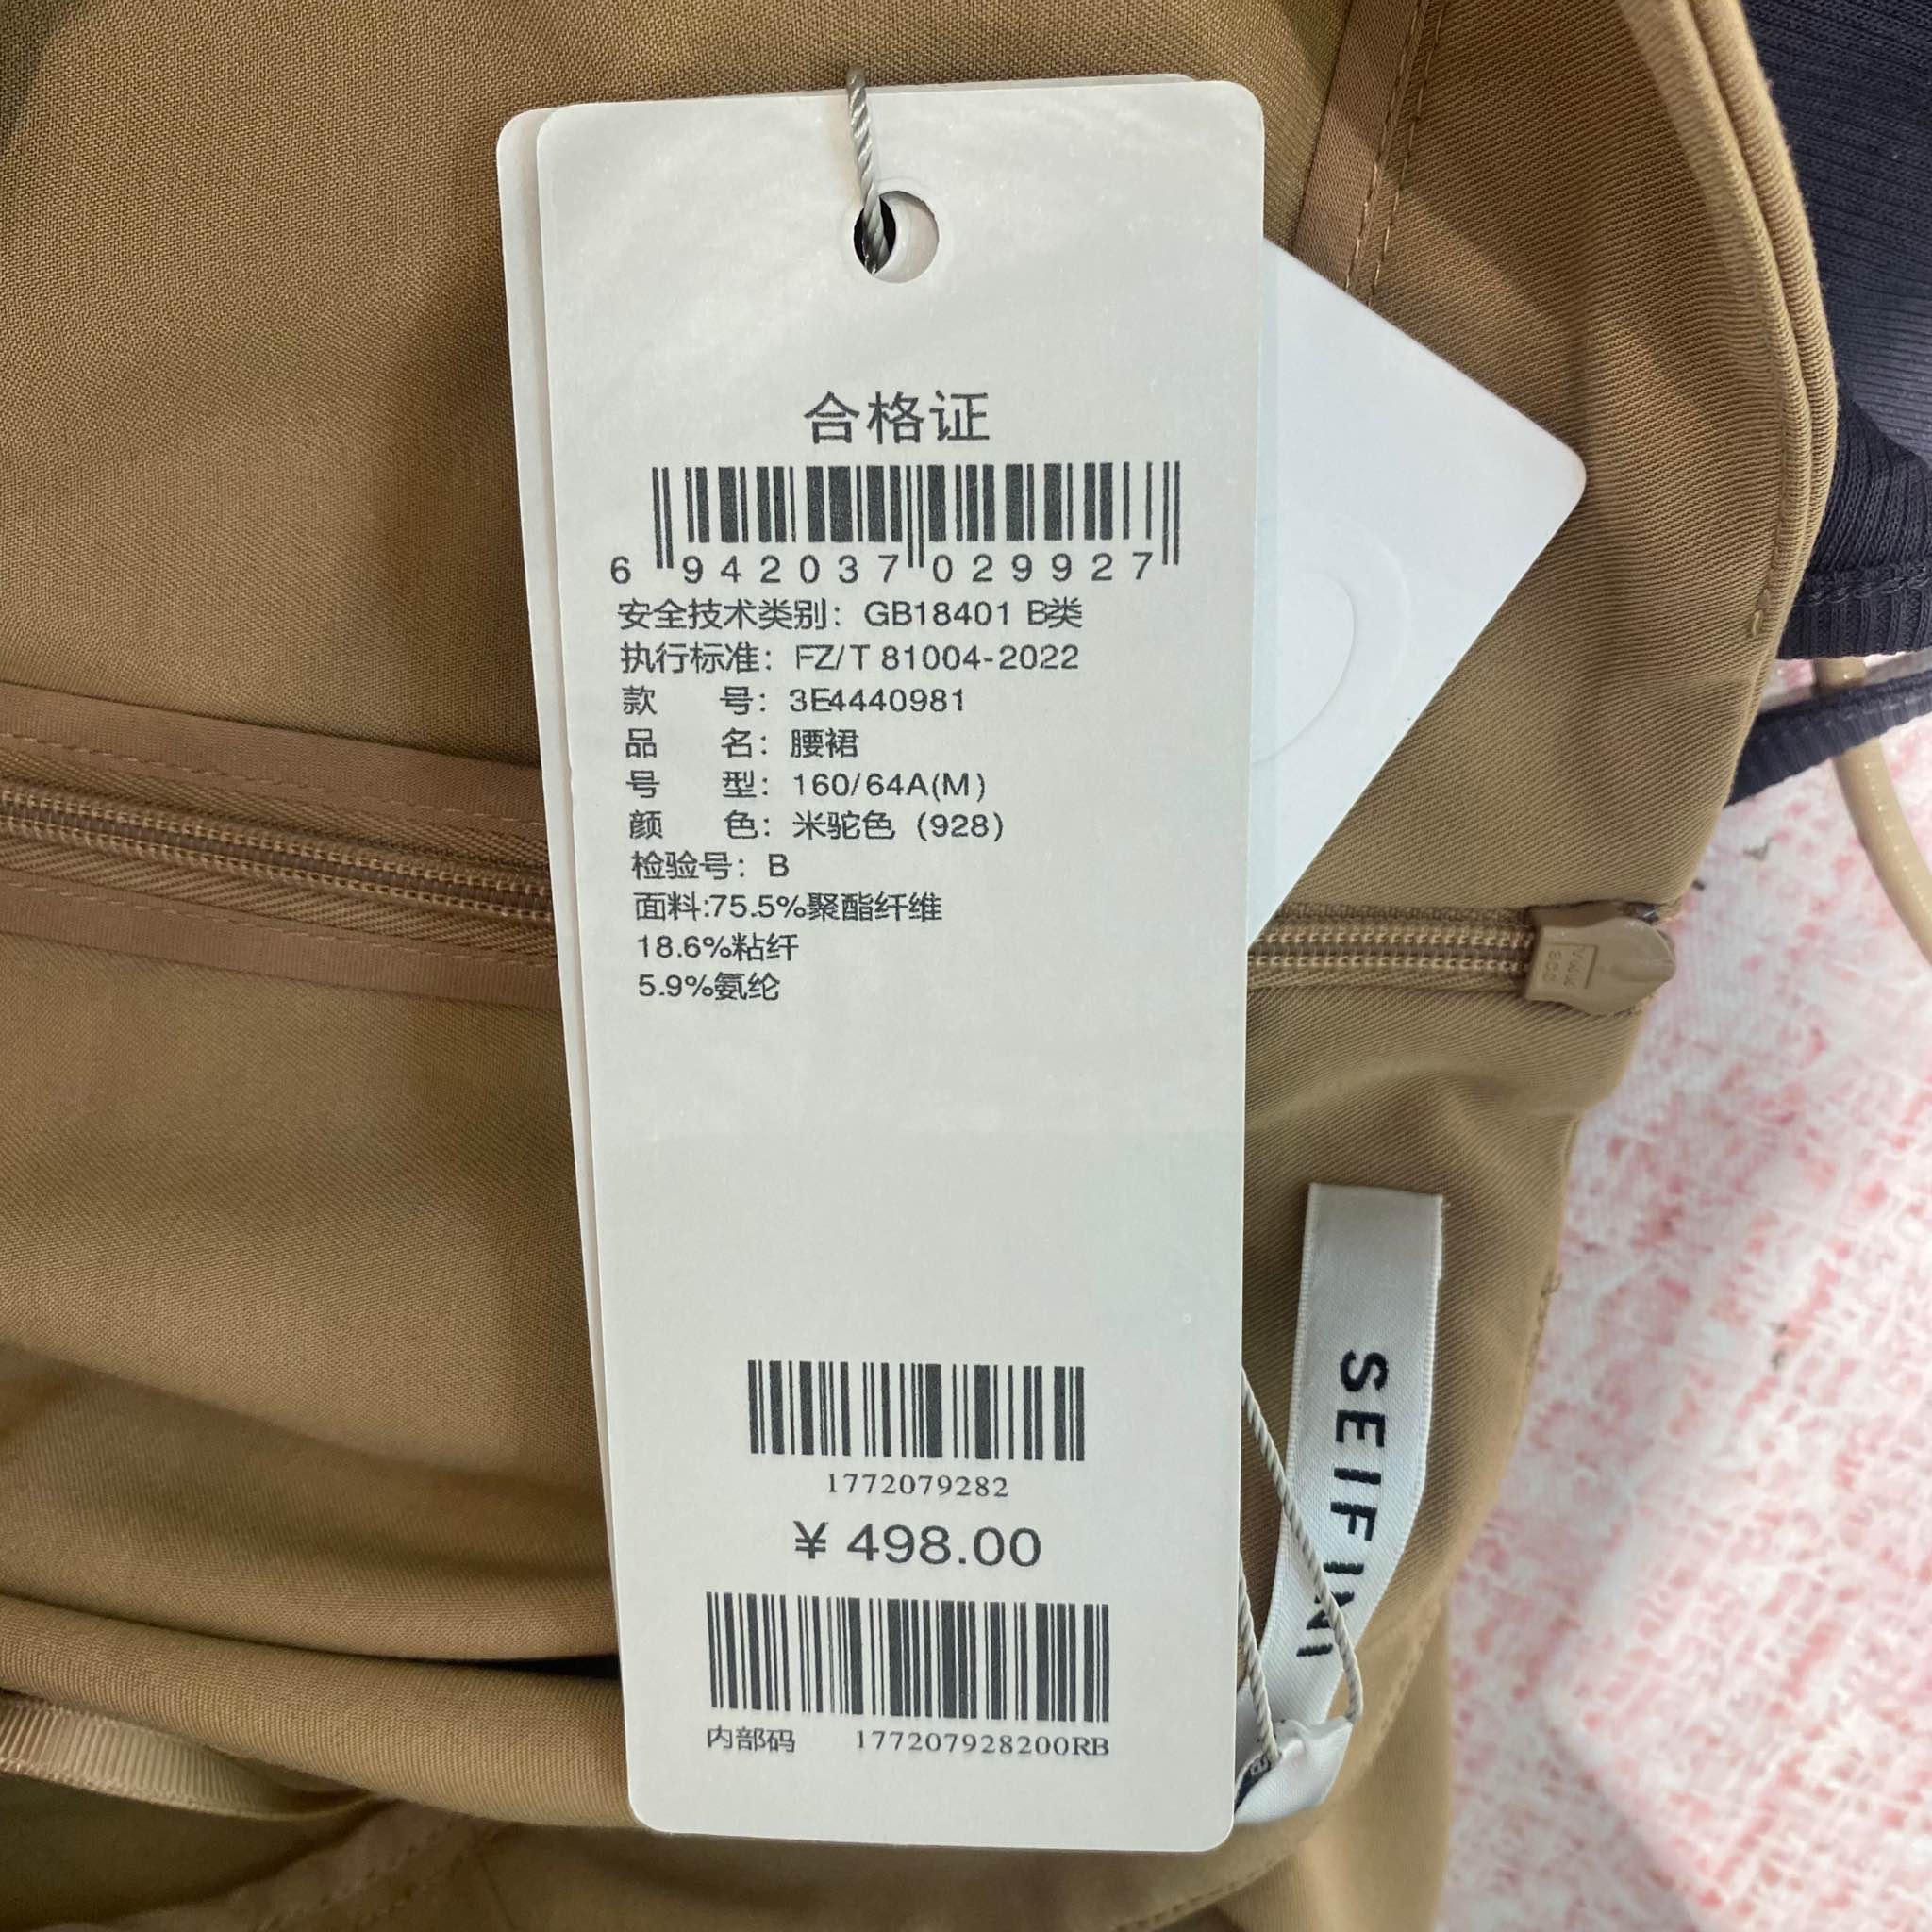 合格证
6 942037 029927
安全技术类别：GB18401 B类
执行标准：FZ/T 81004-2022
款 号：3E4440981
品 名：腰裙
号 型：160/64A(M)
颜 色：米驼色（928）
检验号：B
面料:75.5%聚酯纤维
18.6%粘纤
5.9%氨纶
1772079282
¥ 498.00
内部码 177207928200RB
SEIFINI